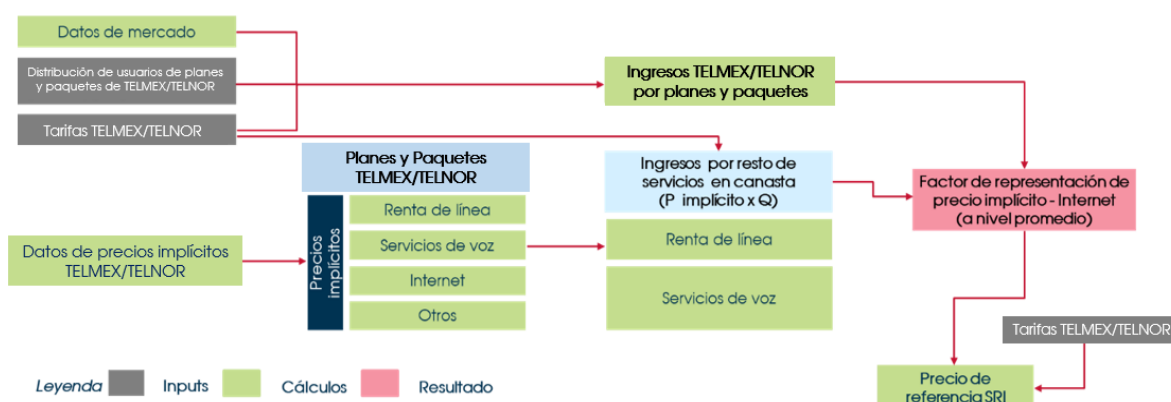 Datos de mercado
Distribución de usuarios de planes
y paquetes de TELMEX/TELNOR
Tarifas TELMEX/TELNOR
Ingresos TELMEX/TELNOR
por planes y paquetes
Planes y Paquetes
TELMEX/TELNOR
Ingresos por resto de
servicios en canasta
(P implícito x Q)
Factor de representación de
precio implícito - Internet
(a nivel promedio)
Datos de precios implícitos
TELMEX/TELNOR
Precios
implícitos
Renta de línea
Servicios de voz
Internet
Otros
Renta de línea
Servicios de voz
Tarifas TELMEX/TELNOR
Precio de
referencia SRI
Leyenda
Inputs
Cálculos
Resultado